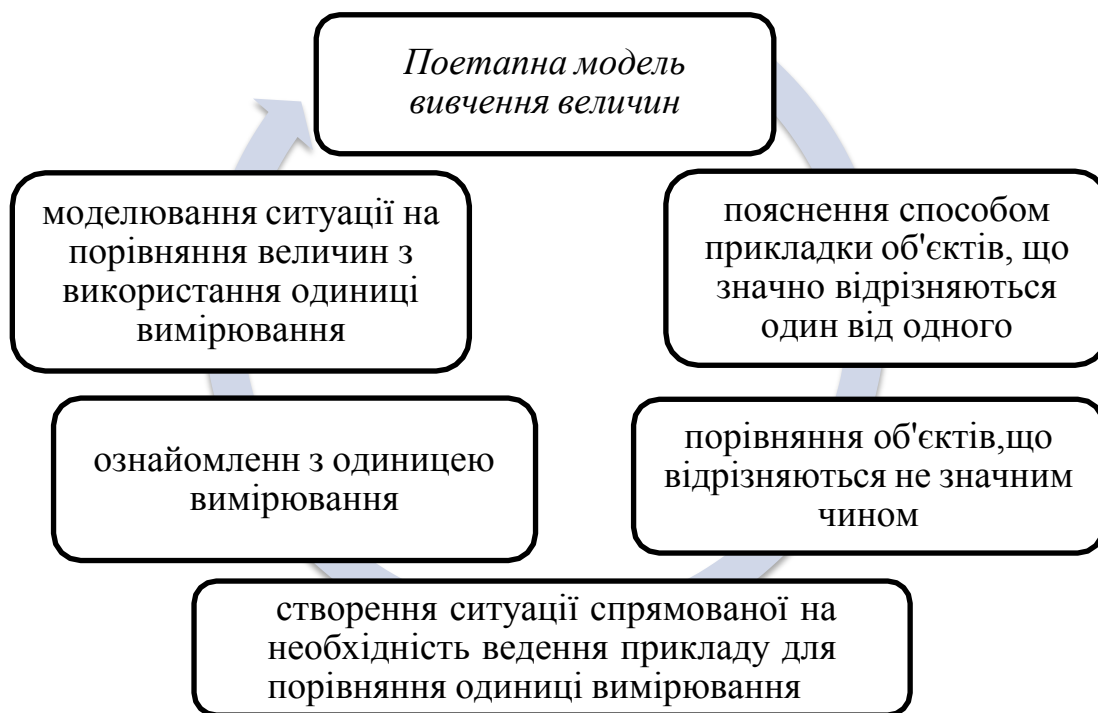 Поетапна модель
вивчення величин
пояснення способом
прикладки об'єктів, що
значно відрізняються
один від одного
порівняння об'єктів,що
відрізняються не значним
чином
створення ситуації спрямованої на
необхідність ведення прикладу для
порівняння одиниці вимірювання
ознайомленн з одиницею
вимірювання
моделювання ситуації на
порівняння величин з
використання одиниці
вимірювання